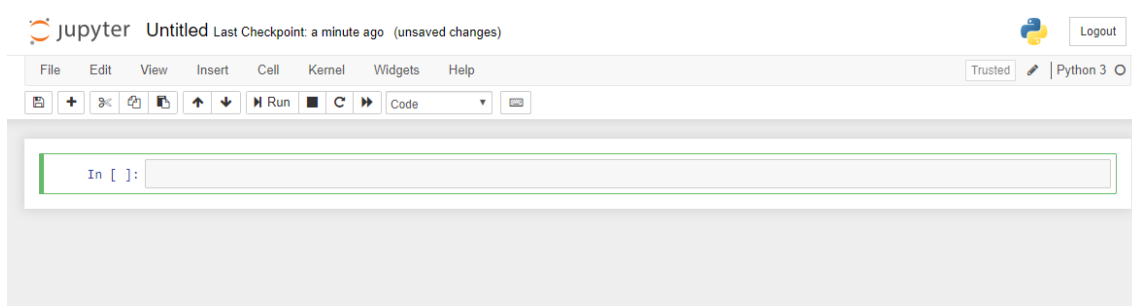 jupyter Untitled Last Checkpoint: a minute ago (unsaved changes) Logout
File Edit View Insert Cell Kernel Widgets Help Trusted Python 3
Run Code
In [ ]: